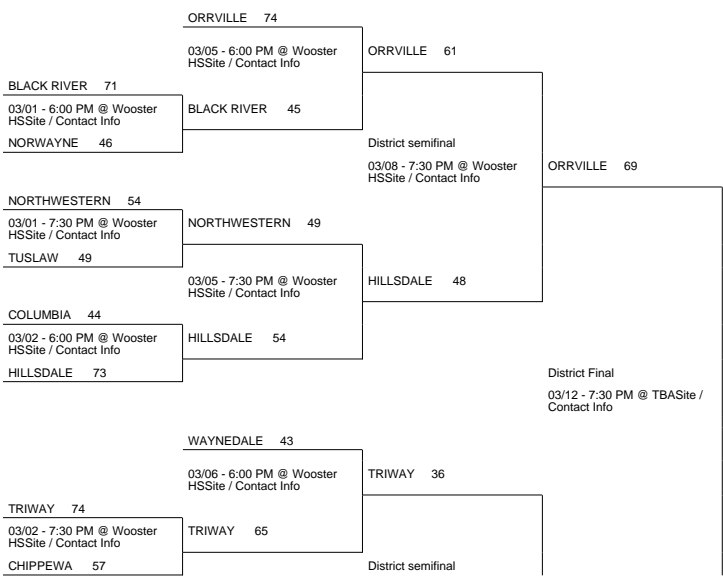 ORRVILLE 74
03/05 - 6:00 PM @ Wooster
HSSite / Contact Info
ORRVILLE 61
BLACK RIVER 71
03/01 - 6:00 PM @ Wooster
HSSite / Contact Info
BLACK RIVER 45
NORWAYNE 46
District semifinal
03/08 - 7:30 PM @ Wooster
HSSite / Contact Info
ORRVILLE 69
NORTHWESTERN 54
03/01 - 7:30 PM @ Wooster
HSSite / Contact Info
NORTHWESTERN 49
TUSLAW 49
03/05 - 7:30 PM @ Wooster
HSSite / Contact Info
HILLSDALE 48
COLUMBIA 44
03/02 - 6:00 PM @ Wooster
HSSite / Contact Info
HILLSDALE 54
HILLSDALE 73
District Final
03/12 - 7:30 PM @ TBASite /
Contact Info
WAYNEDALE 43
03/06 - 6:00 PM @ Wooster
HSSite / Contact Info
TRIWAY 36
TRIWAY 74
03/02 - 7:30 PM @ Wooster
HSSite / Contact Info
TRIWAY 65
CHIPPEWA 57
District semifinal